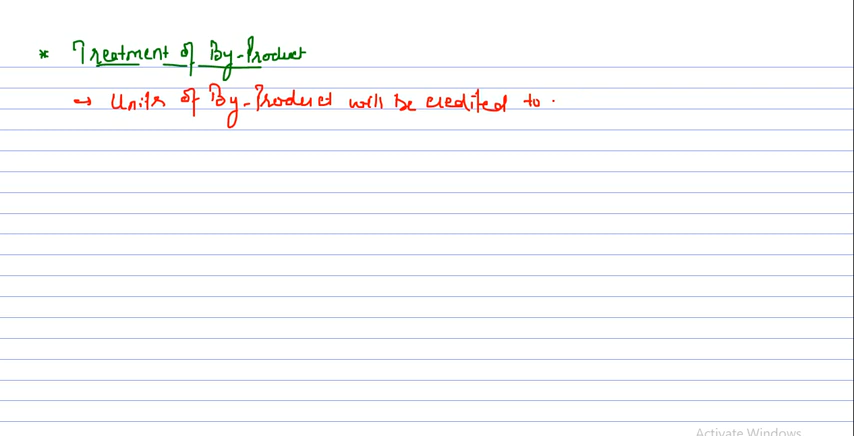 * Treatment of By-Product
→ Units of By-Product will be credited to
Activate Windows